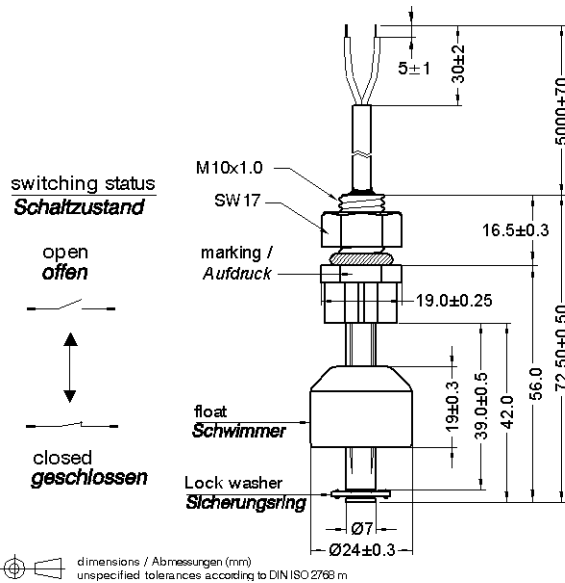 5±1
30±2
5000+70
M10x1.0
switching status
Schaltzustand
SW 17
16.5±0.3
open
offen
marking /
Aufdruck
19.0±0.25
72.50±0.50
56.0
42.0
39.0±0.5
19±0.3
float
Schwimmer
closed
geschlossen
Lock washer
Sicherungsring
Ø7
Ø24±0.3
dimensions / Abmessungen (mm)
unspecified tolerances according to DIN ISO 2768 m